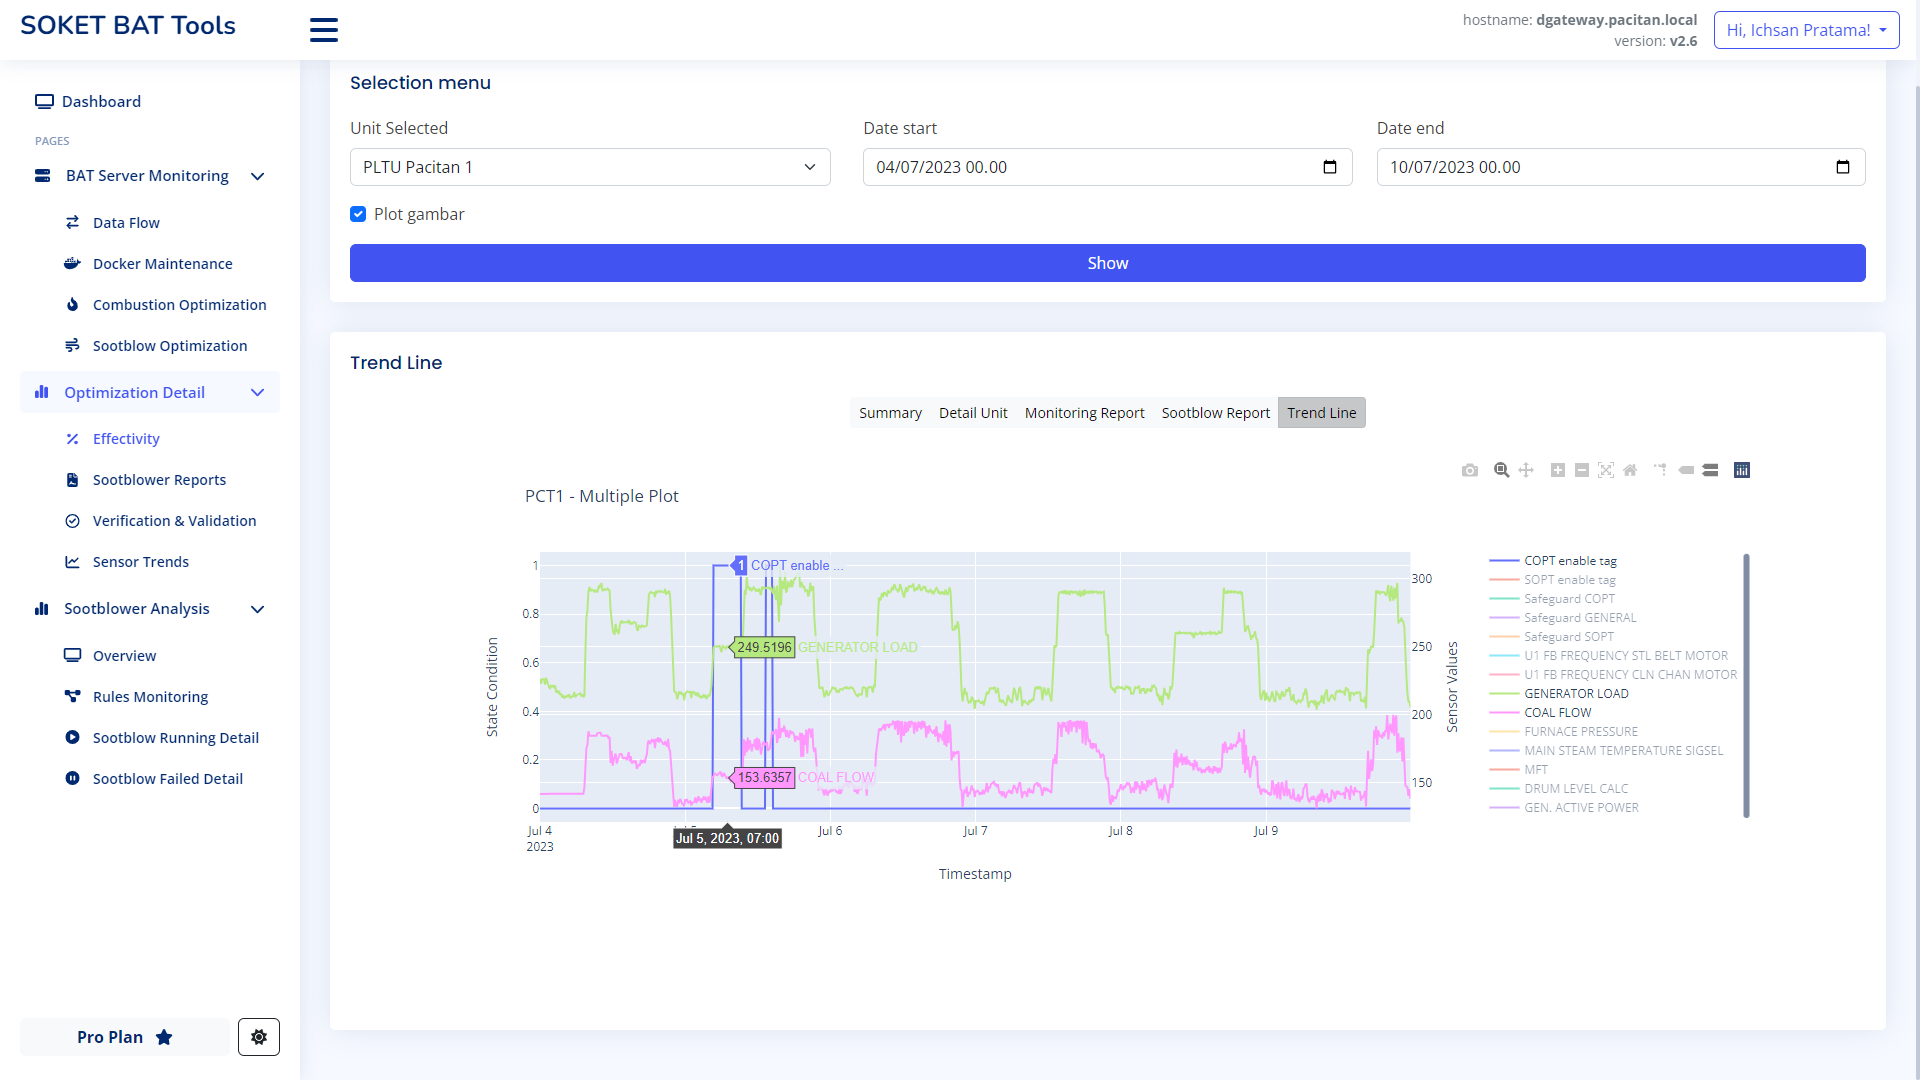 SOKET BAT Tools
hostname: dgateway.pacitan.local
version: v2.6
Hi, Ichsan Pratama!
Dashboard
PAGES
BAT Server Monitoring
Data Flow
Docker Maintenance
Combustion Optimization
Sootblow Optimization
Optimization Detail
Effectivity
Sootblower Reports
Verification & Validation
Sensor Trends
Sootblower Analysis
Overview
Rules Monitoring
Sootblow Running Detail
Sootblow Failed Detail
Pro Plan
Selection menu
Unit Selected
Date start
Date end
PLTU Pacitan 1
04/07/2023 00.00
10/07/2023 00.00
Plot gambar
Show
Trend Line
Summary
Detail Unit
Monitoring Report
Sootblow Report
Trend Line
PCT1 - Multiple Plot
1
0.8
0.6
0.4
0.2
0
State Condition
1
COPT enable ...
249.5196
GENERATOR LOAD
153.6357
COAL FLOW
Jul 4
2023
Jul 5, 2023, 07:00
Jul 6
Jul 7
Jul 8
Jul 9
Timestamp
300
250
200
150
Sensor Values
COPT enable tag
SOPT enable tag
Safeguard COPT
Safeguard GENERAL
Safeguard SOPT
U1 FB FREQUENCY STL BELT MOTOR
U1 FB FREQUENCY CLN CHAN MOTOR
GENERATOR LOAD
COAL FLOW
FURNACE PRESSURE
MAIN STEAM TEMPERATURE SIGSEL
MFT
DRUM LEVEL CALC
GEN. ACTIVE POWER